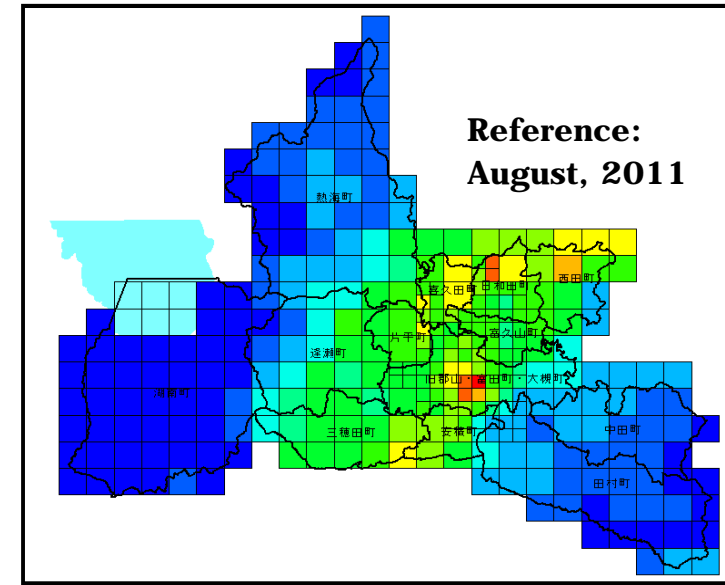 Reference:
August, 2011
熱海町
西田町
喜久田町
日和田町
富久山町
片平町
逢瀬町
旧郡山・富田町・大槻町
湖南町
三穂田町
安積町
中田町
田村町